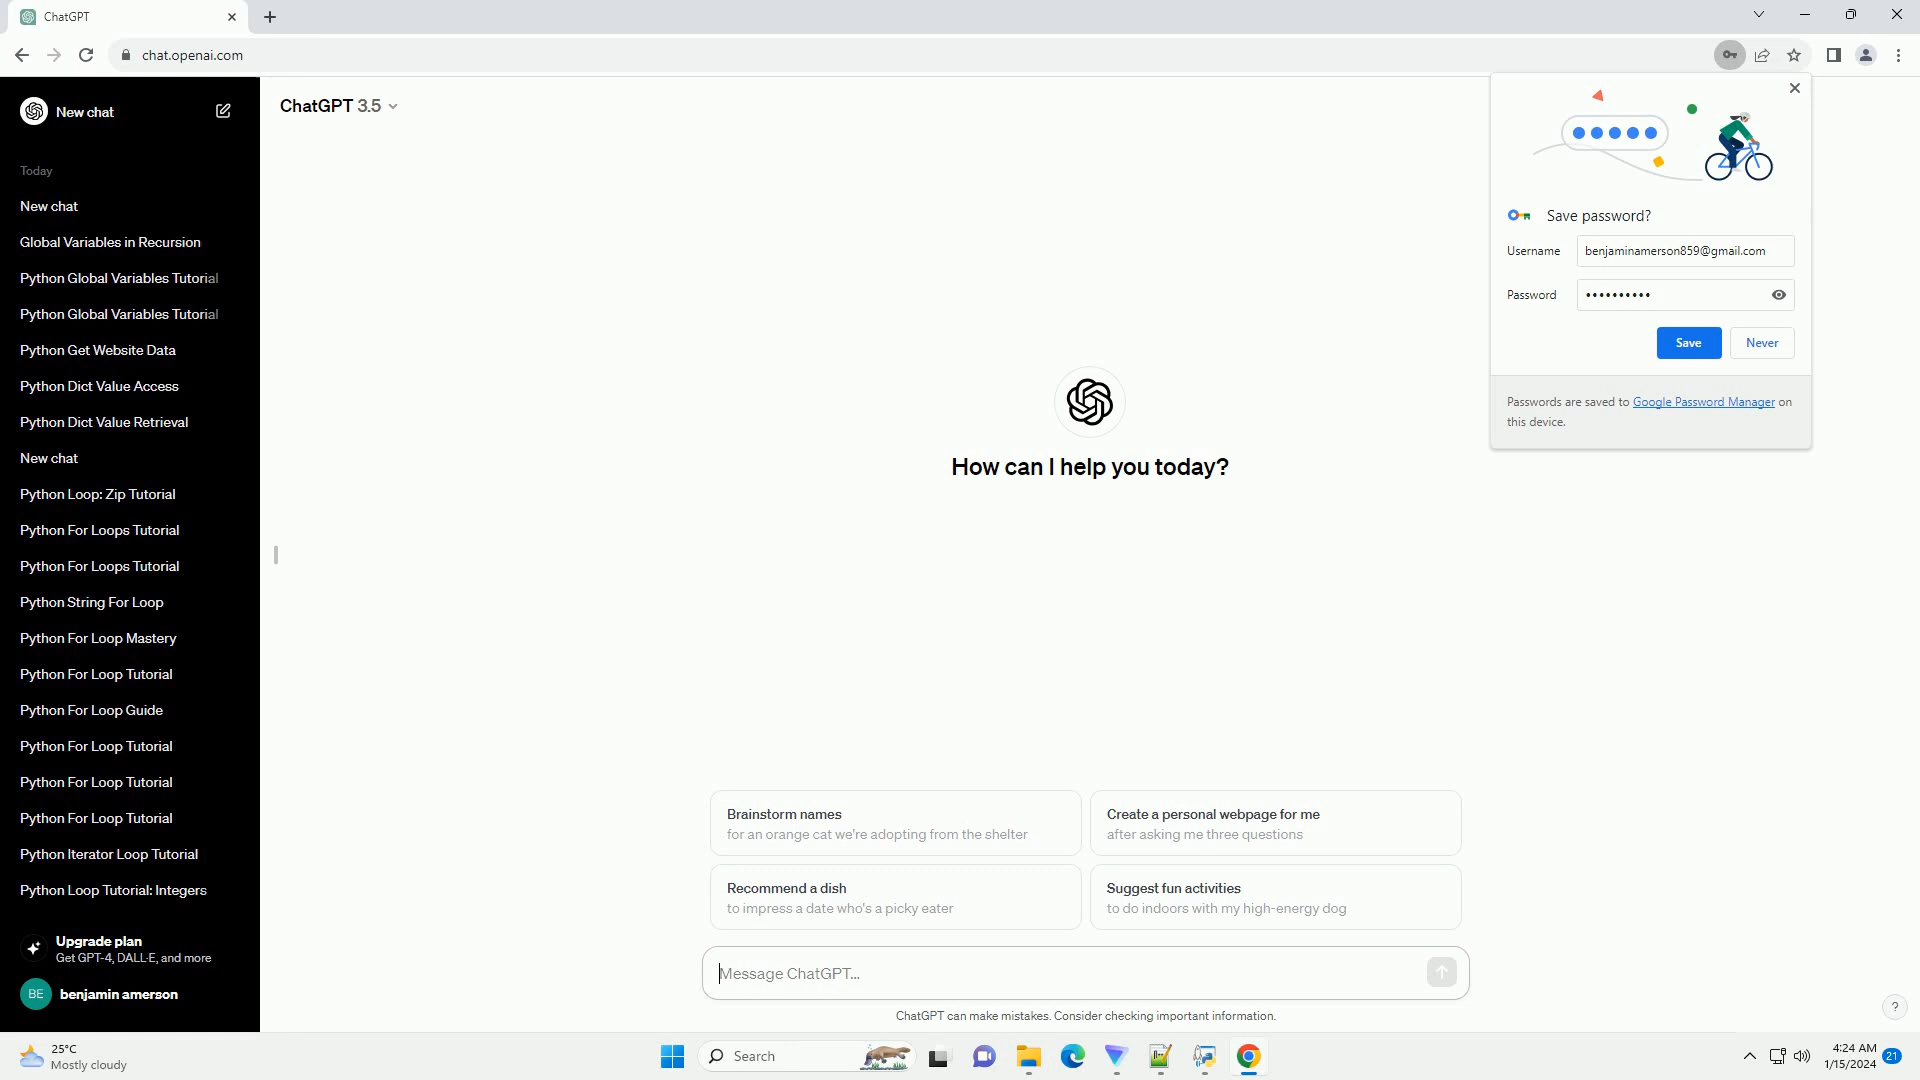 ChatGPT
chat.openai.com
New chat
Today
New chat
Global Variables in Recursion
Python Global Variables Tutorial
Python Global Variables Tutorial
Python Get Website Data
Python Dict Value Access
Python Dict Value Retrieval
New chat
Python Loop: Zip Tutorial
Python For Loops Tutorial
Python For Loops Tutorial
Python String For Loop
Python For Loop Mastery
Python For Loop Tutorial
Python For Loop Guide
Python For Loop Tutorial
Python For Loop Tutorial
Python For Loop Tutorial
Python Iterator Loop Tutorial
Python Loop Tutorial: Integers
Upgrade plan
Get GPT-4, DALL·E, and more
BE benjamin amerson
ChatGPT 3.5
Save password?
Username benjaminamerson859@gmail.com
Password ••••••••••
Save Never
Passwords are saved to Google Password Manager on
this device.
How can I help you today?
Brainstorm names
for an orange cat we're adopting from the shelter
Create a personal webpage for me
after asking me three questions
Recommend a dish
to impress a date who's a picky eater
Suggest fun activities
to do indoors with my high-energy dog
Message ChatGPT...
ChatGPT can make mistakes. Consider checking important information.
?
25°C
Mostly cloudy
Search
4:24 AM
1/15/2024
21